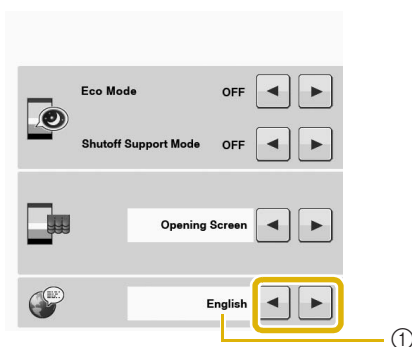 Eco Mode OFF
Shutoff Support Mode OFF
Opening Screen
English
①